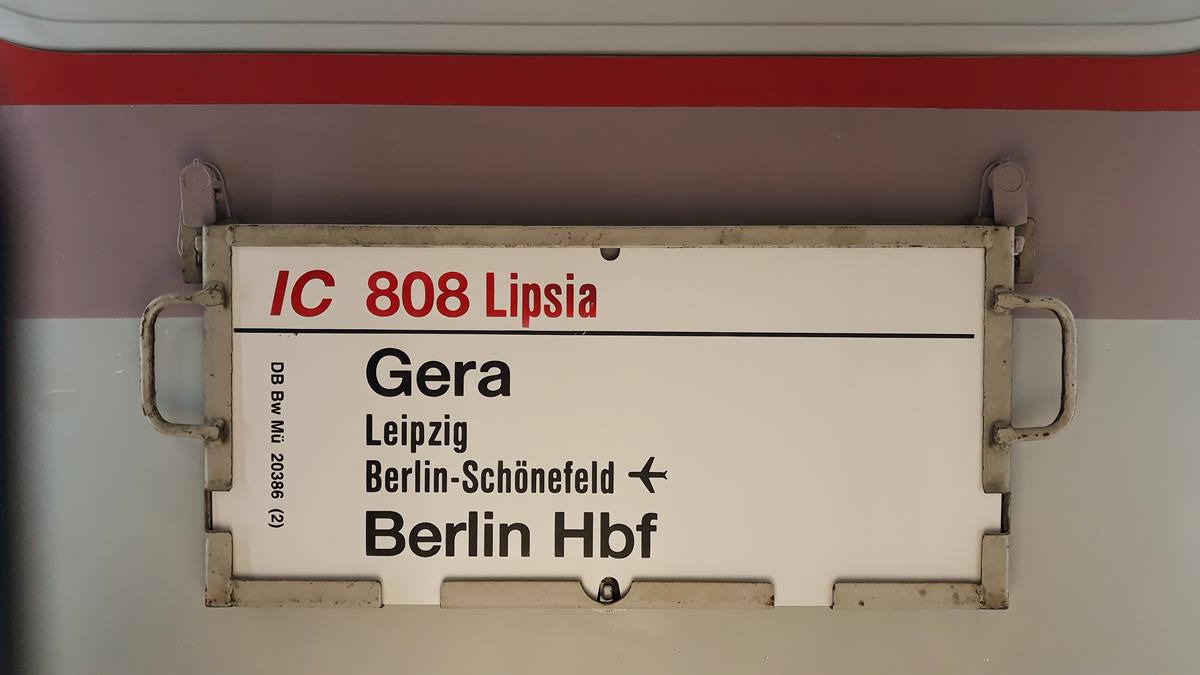 IC 808 Lipsia
Gera
Leipzig
Berlin-Schönefeld
Berlin Hbf
DB Bw Mü 20386 (2)